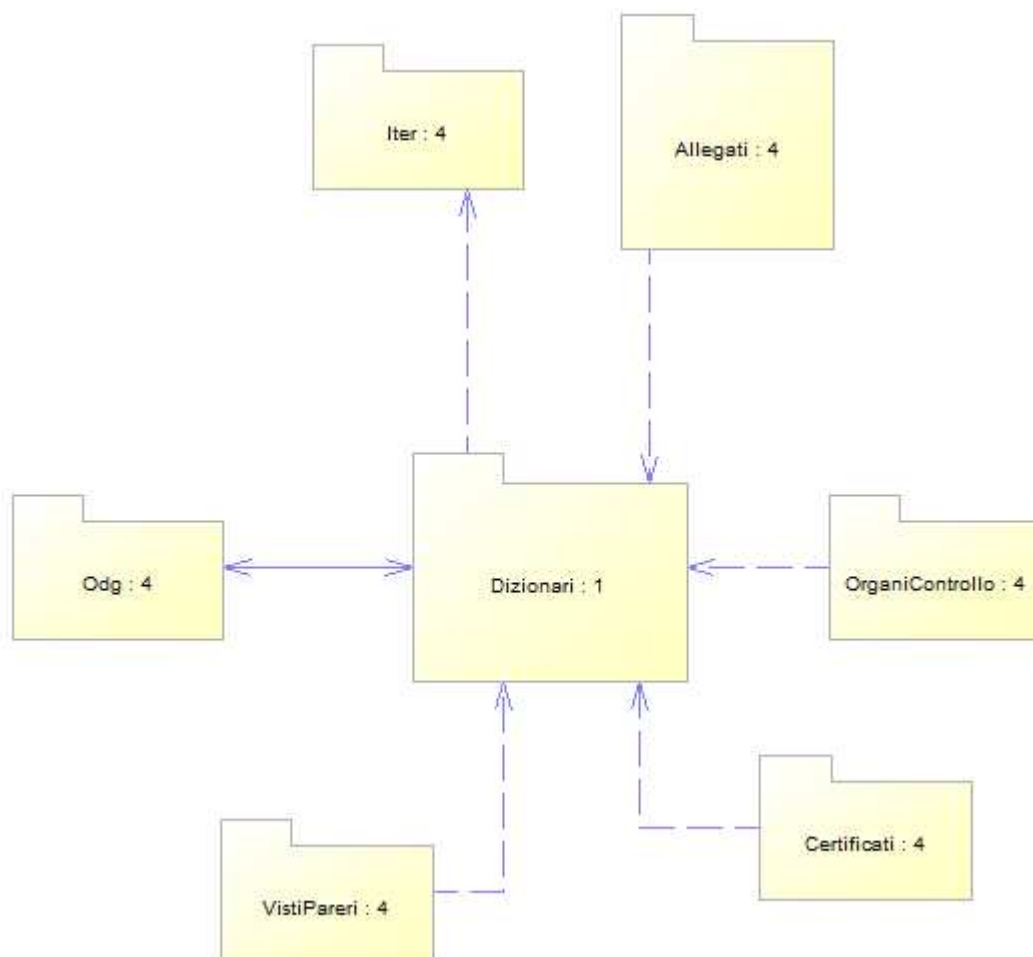 Iter : 4
Allegati : 4
Odg : 4
Dizionari : 1
OrganiControllo : 4
Certificati : 4
VistiPareri : 4